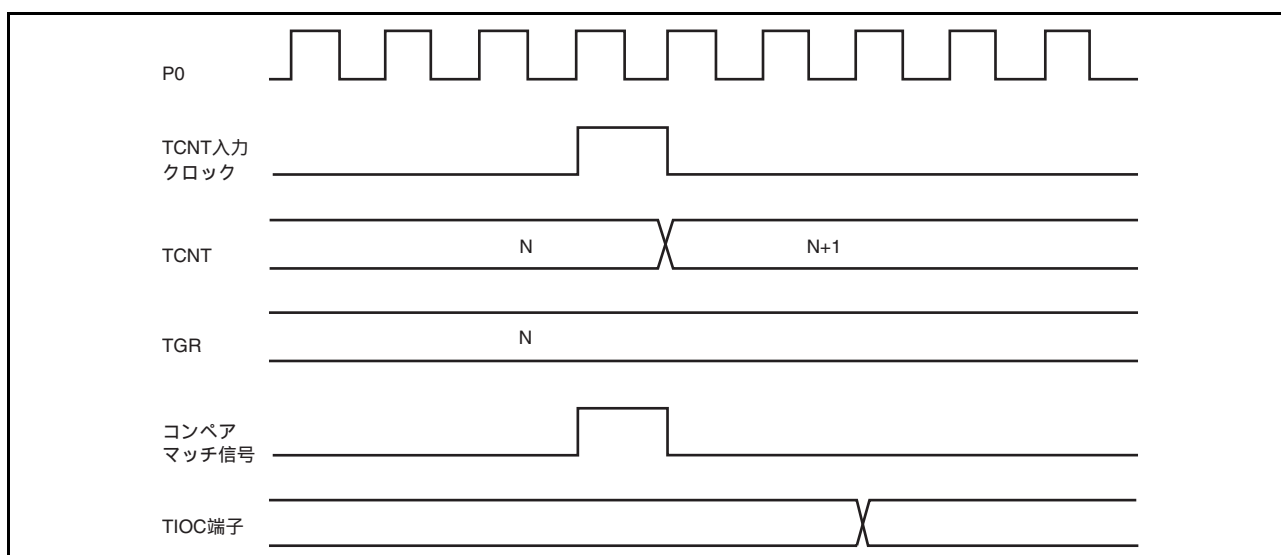 P0
TCNT入力
クロック
TCNT
N
N+1
TGR
N
コンペア
マッチ信号
TIOC端子